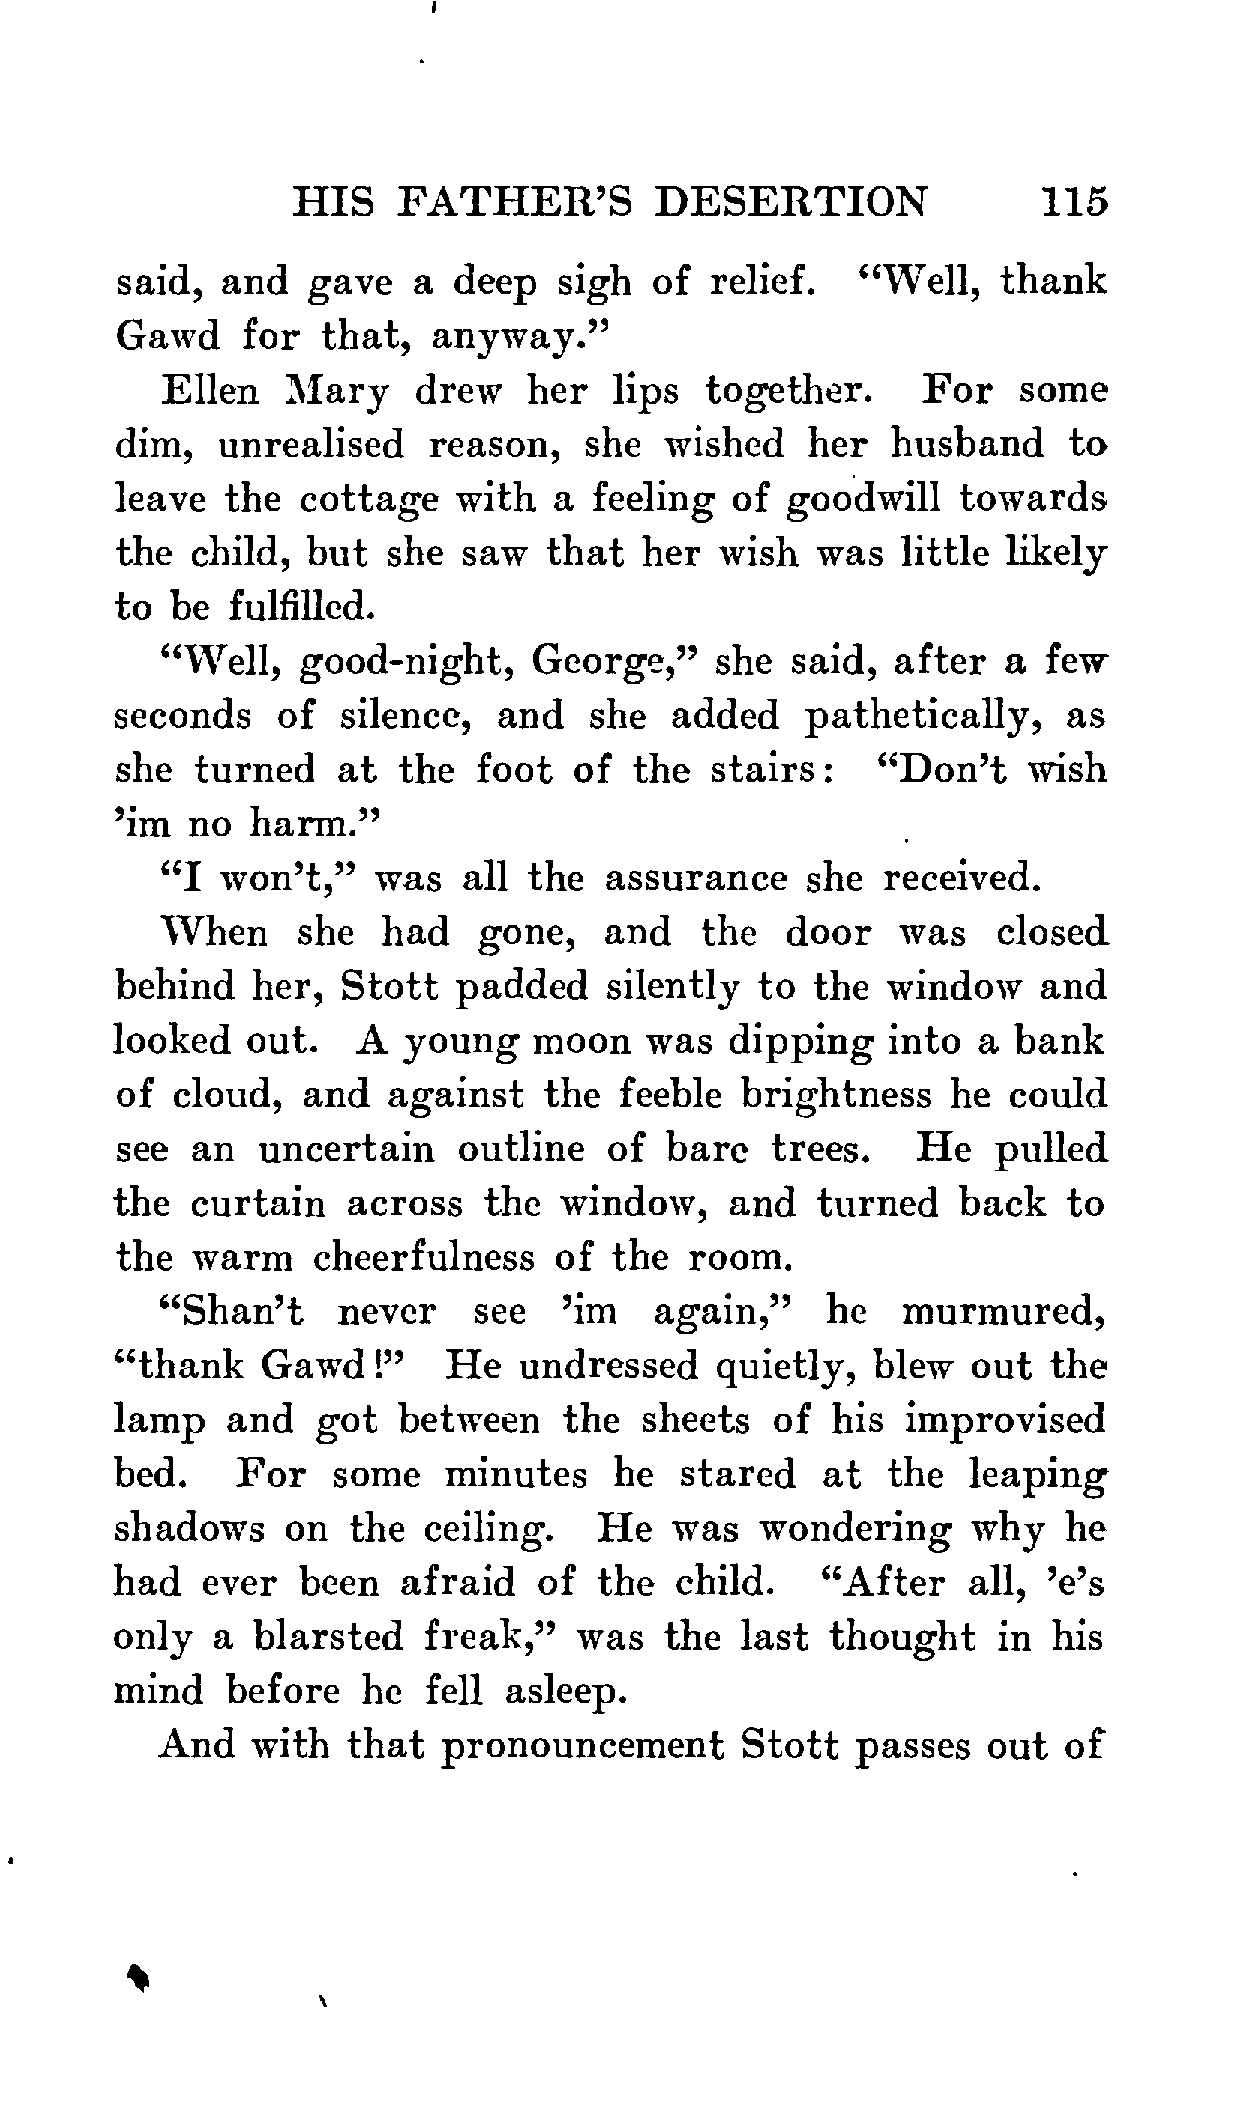 HIS FATHER'S DESERTION 115
said, and gave a deep sigh of relief. “Well, thank
Gawd for that, anyway.”
Ellen Mary drew her lips together. For some
dim, unrealised reason, she wished her husband to
leave the cottage with a feeling of goodwill towards
the child, but she saw that her wish was little likely
to be fulfilled.
“Well, good-night, George,” she said, after a few
seconds of silence, and she added pathetically, as
she turned at the foot of the stairs: “Don’t wish
’im no harm.”
“I won’t,” was all the assurance she received.
When she had gone, and the door was closed
behind her, Stott padded silently to the window and
looked out. A young moon was dipping into a bank
of cloud, and against the feeble brightness he could
see an uncertain outline of bare trees. He pulled
the curtain across the window, and turned back to
the warm cheerfulness of the room.
“Shan’t never see ’im again,” he murmured,
“thank Gawd!” He undressed quietly, blew out the
lamp and got between the sheets of his improvised
bed. For some minutes he stared at the leaping
shadows on the ceiling. He was wondering why he
had ever been afraid of the child. “After all, ’e’s
only a blarsted freak,” was the last thought in his
mind before he fell asleep.
And with that pronouncement Stott passes out of